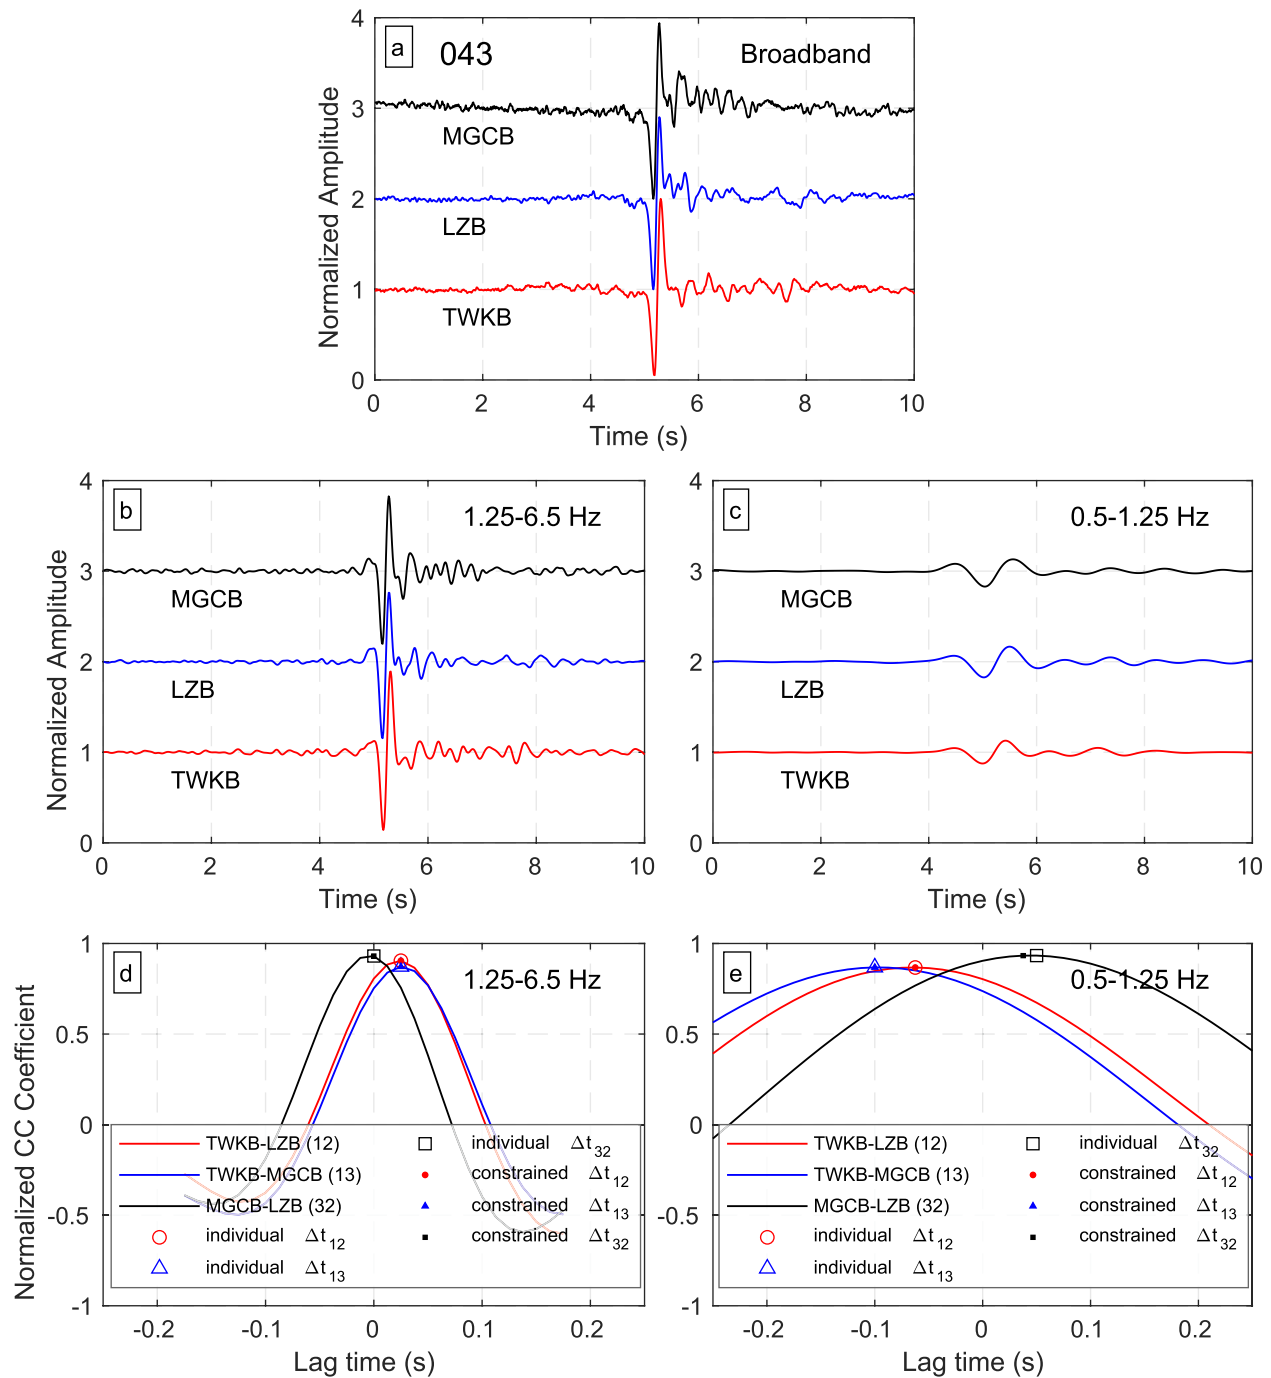 4
a
043
Broadband
3
MGCB
2
LZB
1
TWKB
0
0 2 4 6 8 10
Normalized Amplitude
Time (s)
4
b
1.25-6.5 Hz
3
MGCB
2
LZB
1
TWKB
0
0 2 4 6 8 10
Normalized Amplitude
Time (s)
4
c
0.5-1.25 Hz
3
MGCB
2
LZB
1
TWKB
0
0 2 4 6 8 10
Time (s)
1
d
1.25-6.5 Hz
0.5
0
-0.5
-1
TWKB-LZB (12)
TWKB-MGCB (13)
MGCB-LZB (32)
individual Δt12
individual Δt13
individual Δt32
constrained Δt12
constrained Δt13
constrained Δt32
-0.2 -0.1 0 0.1 0.2
Normalized CC Coefficient
Lag time (s)
1
e
0.5-1.25 Hz
0.5
0
-0.5
-1
TWKB-LZB (12)
TWKB-MGCB (13)
MGCB-LZB (32)
individual Δt12
individual Δt13
individual Δt32
constrained Δt12
constrained Δt13
constrained Δt32
-0.2 -0.1 0 0.1 0.2
Lag time (s)